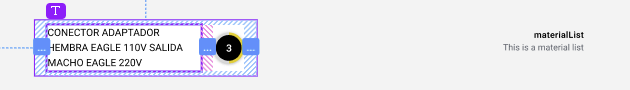 T
CONECTOR ADAPTADOR
HEMBRA EAGLE 110V SALIDA
MACHO EAGLE 220V
...
...
3
...
materialList
This is a material list